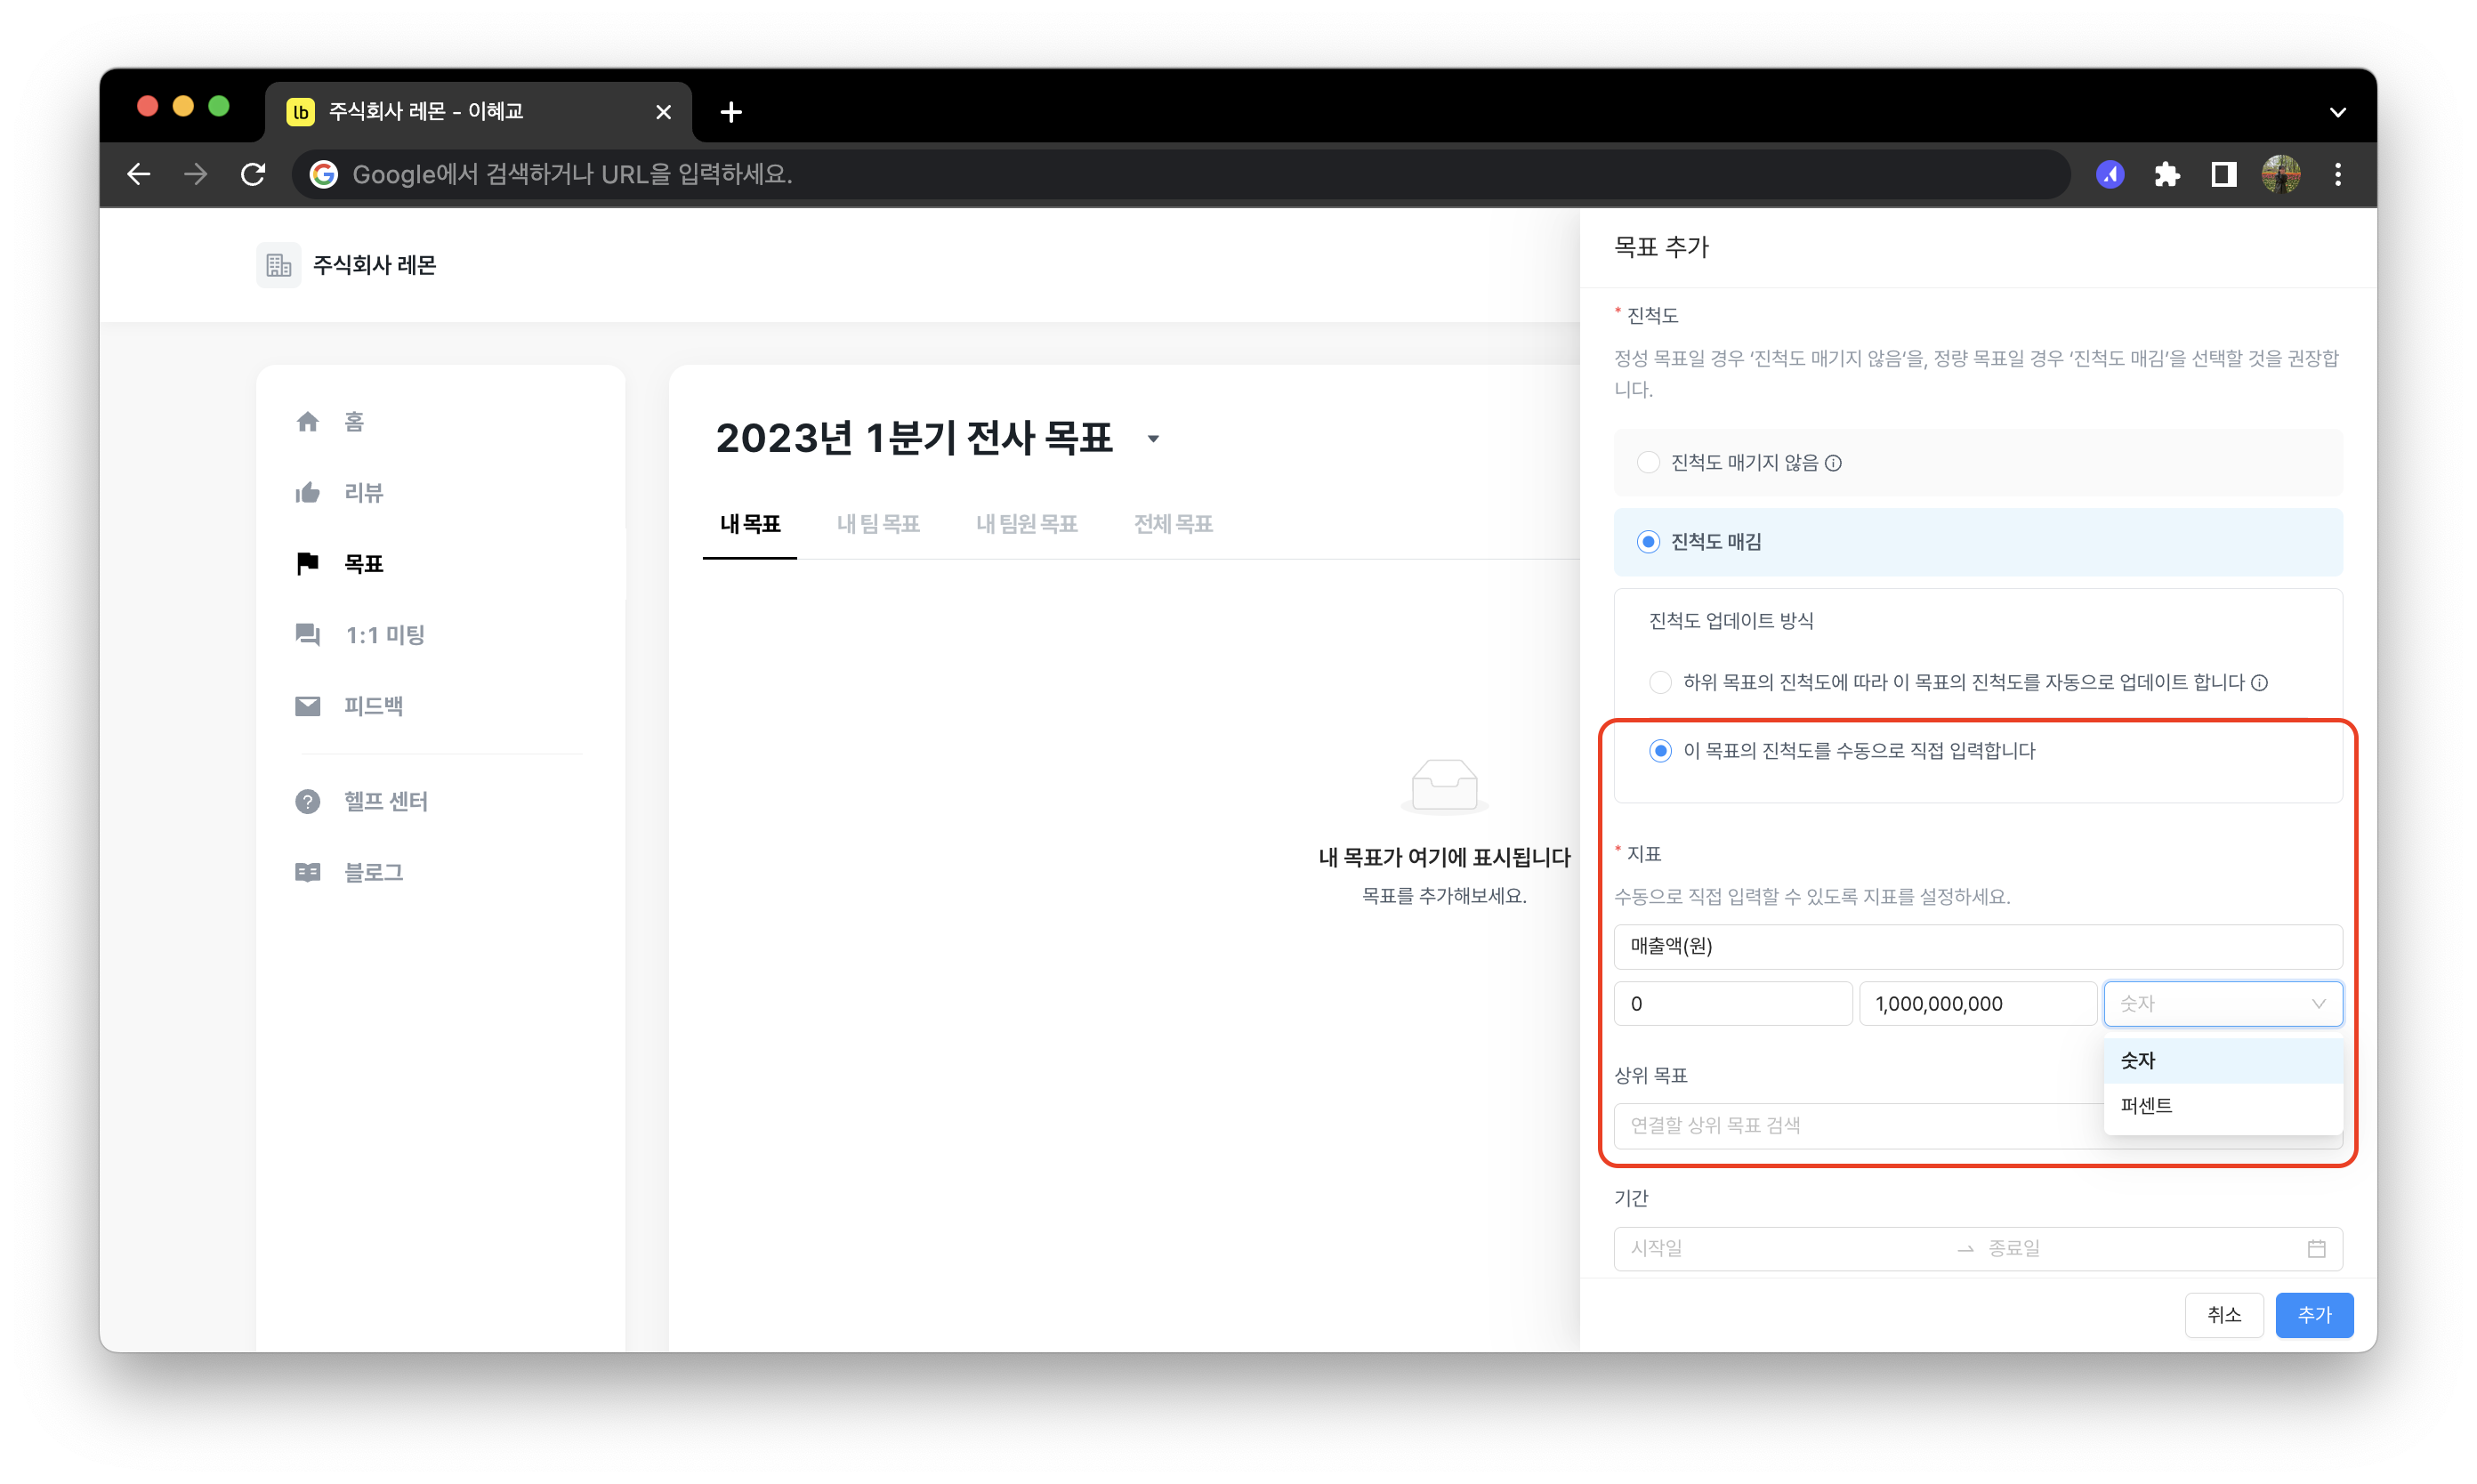 lb 주식회사 레몬 - 이혜교
Google에서 검색하거나 URL을 입력하세요.
주식회사 레몬
홈
리뷰
목표
1:1 미팅
피드백
헬프 센터
블로그
2023년 1분기 전사 목표
내 목표 내 팀 목표 내 팀원 목표 전체 목표
내 목표가 여기에 표시됩니다
목표를 추가해보세요.
목표 추가
* 진척도
정성 목표일 경우 ‘진척도 매기지 않음’을, 정량 목표일 경우 ‘진척도 매김’을 선택할 것을 권장합
니다.
진척도 매기지 않음
진척도 매김
진척도 업데이트 방식
하위 목표의 진척도에 따라 이 목표의 진척도를 자동으로 업데이트 합니다
이 목표의 진척도를 수동으로 직접 입력합니다
* 지표
수동으로 직접 입력할 수 있도록 지표를 설정하세요.
매출액(원)
0 1,000,000,000 숫자
숫자
퍼센트
상위 목표
연결할 상위 목표 검색
기간
시작일 → 종료일
취소 추가